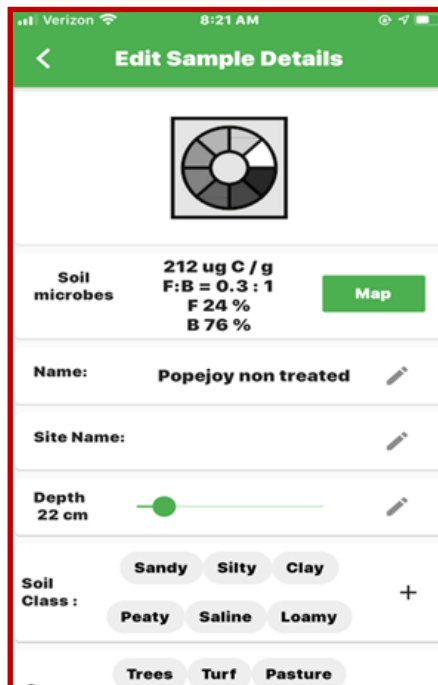 Verizon 8:21 AM
Edit Sample Details
Soil microbes
212 ug C / g
F:B = 0.3 : 1
F 24 %
B 76 %
Map
Name: Popejoy non treated
Site Name:
Depth
22 cm
Sandy Silty Clay
Soil
Class :
Peaty Saline Loamy
Trees Turf Pasture